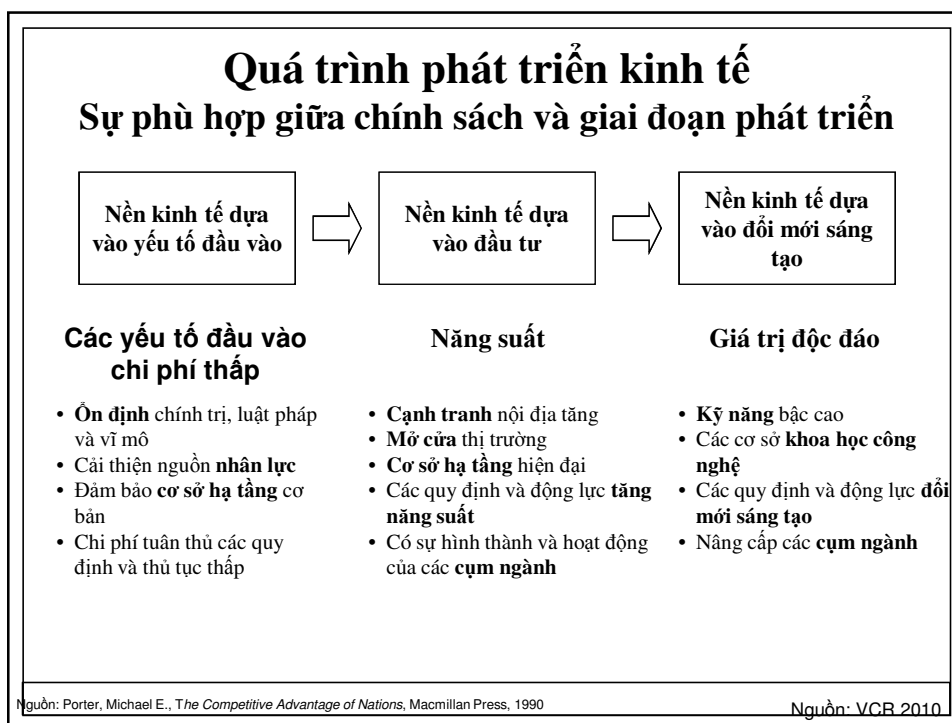 Quá trình phát triển kinh tế
Sự phù hợp giữa chính sách và giai đoạn phát triển
Nền kinh tế dựa
vào yếu tố đầu vào
Nền kinh tế dựa
vào đầu tư
Nền kinh tế dựa
vào đổi mới sáng
tạo
Các yếu tố đầu vào
chi phí thấp
• Ổn định chính trị, luật pháp
và vĩ mô
• Cải thiện nguồn nhân lực
• Đảm bảo cơ sở hạ tầng cơ
bản
• Chi phí tuân thủ các quy
định và thủ tục thấp
Năng suất
• Cạnh tranh nội địa tăng
• Mở cửa thị trường
• Cơ sở hạ tầng hiện đại
• Các quy định và động lực tăng
năng suất
• Có sự hình thành và hoạt động
của các cụm ngành
Giá trị độc đáo
• Kỹ năng bậc cao
• Các cơ sở khoa học công
nghệ
• Các quy định và động lực đổi
mới sáng tạo
• Nâng cấp các cụm ngành
Nguồn: Porter, Michael E., The Competitive Advantage of Nations, Macmillan Press, 1990
Nguồn: VCR 2010